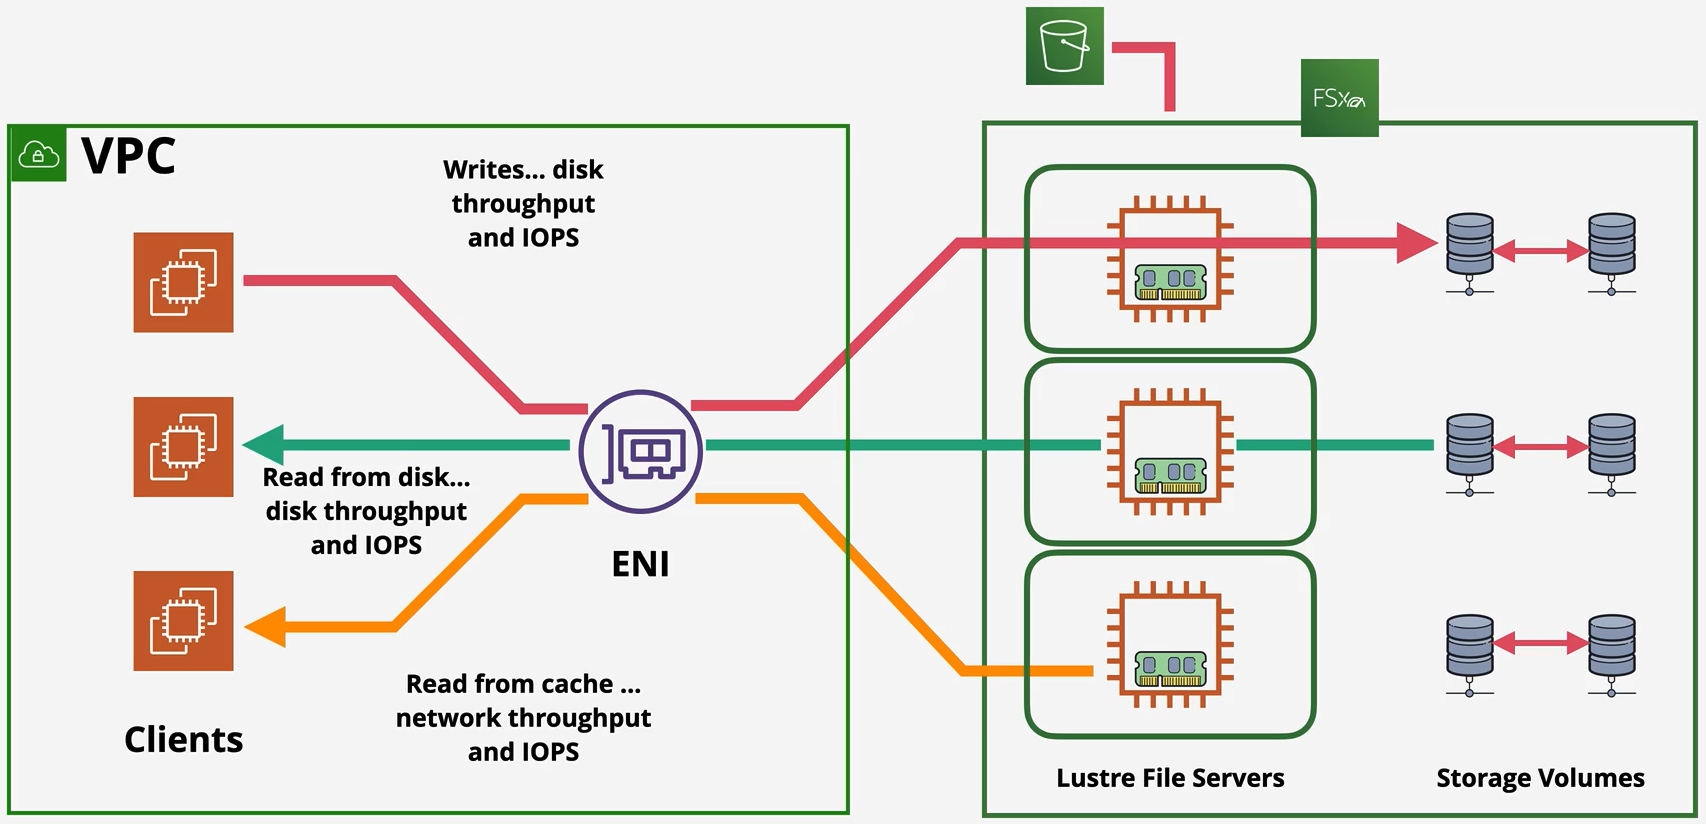 FSx
VPC
Writes... disk
throughput
and IOPS
Read from disk...
disk throughput
and IOPS
ENI
Read from cache ...
network throughput
and IOPS
Clients
Lustre File Servers
Storage Volumes